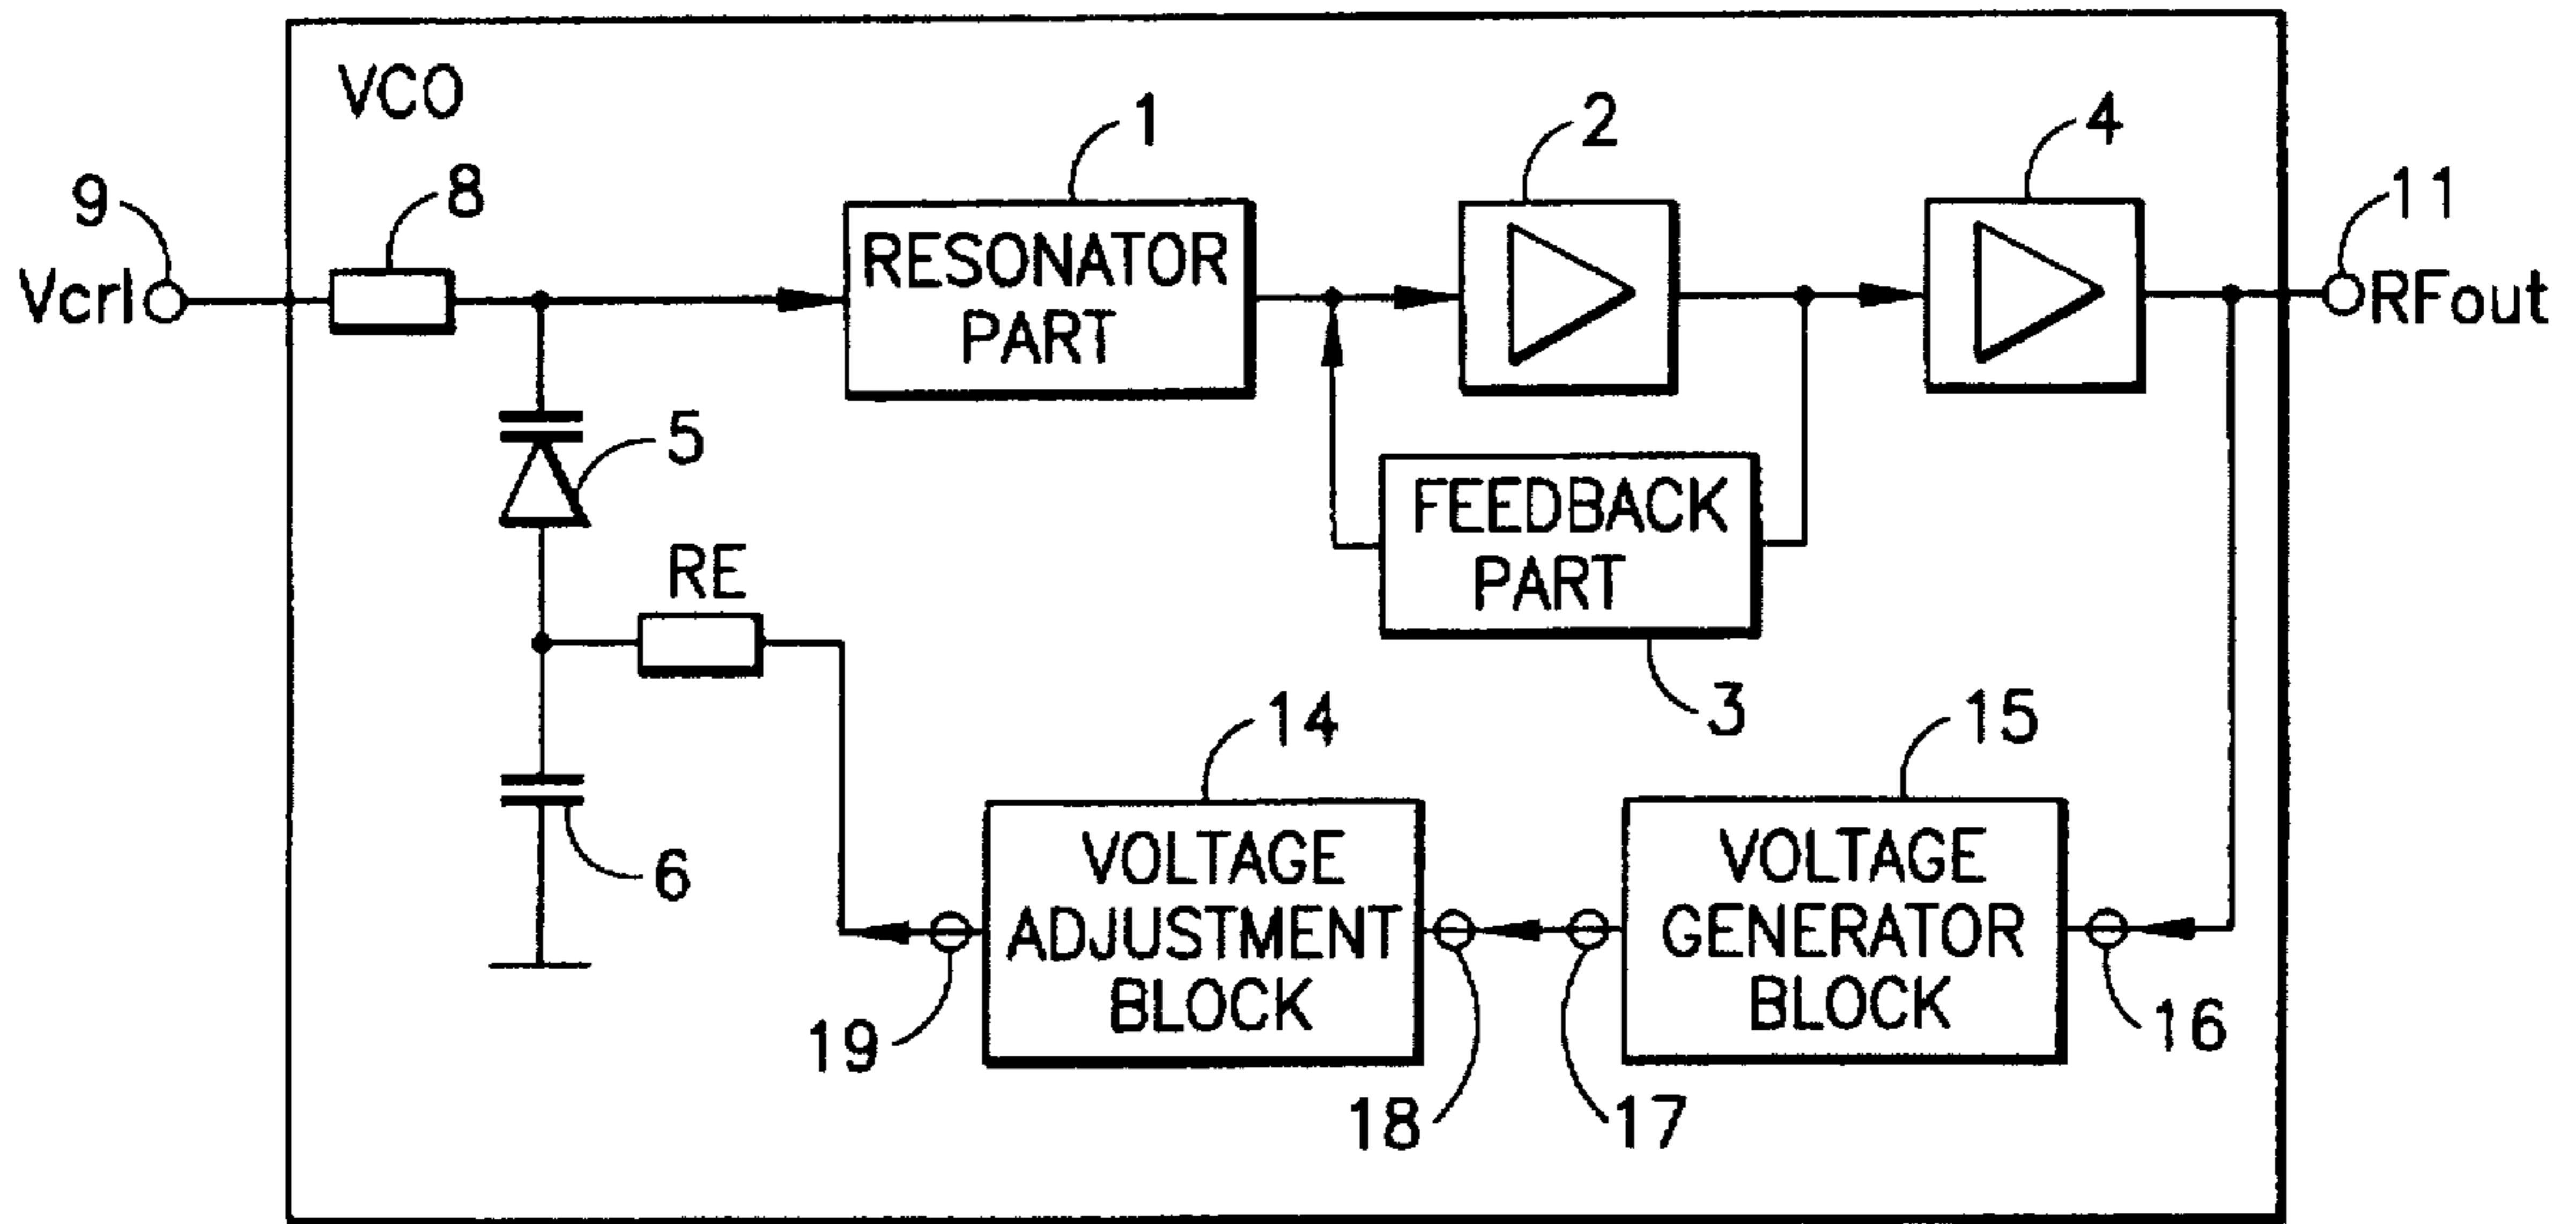 VCO
1
2
4
8
9
11
Vcrl
RESONATOR
PART
RFout
5
FEEDBACK
PART
RE
3
14
15
6
VOLTAGE
ADJUSTMENT
BLOCK
VOLTAGE
GENERATOR
BLOCK
19
18
17
16